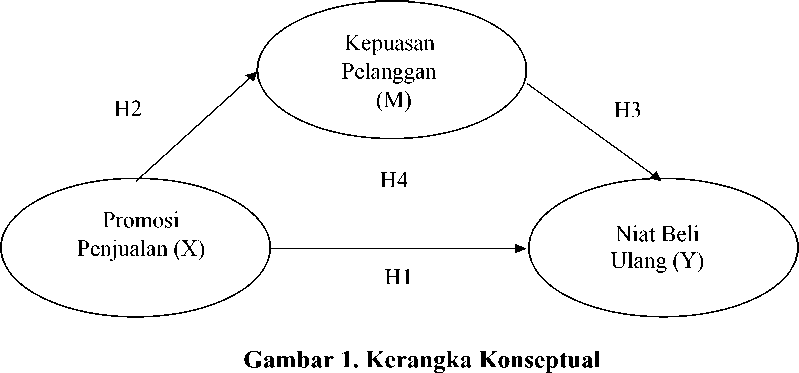 Kepuasan
Pelanggan
(M)
H2
H3
H4
Promosi
Penjualan (X)
Niat Beli
Ulang (Y)
H1
Gambar 1. Kerangka Konseptual